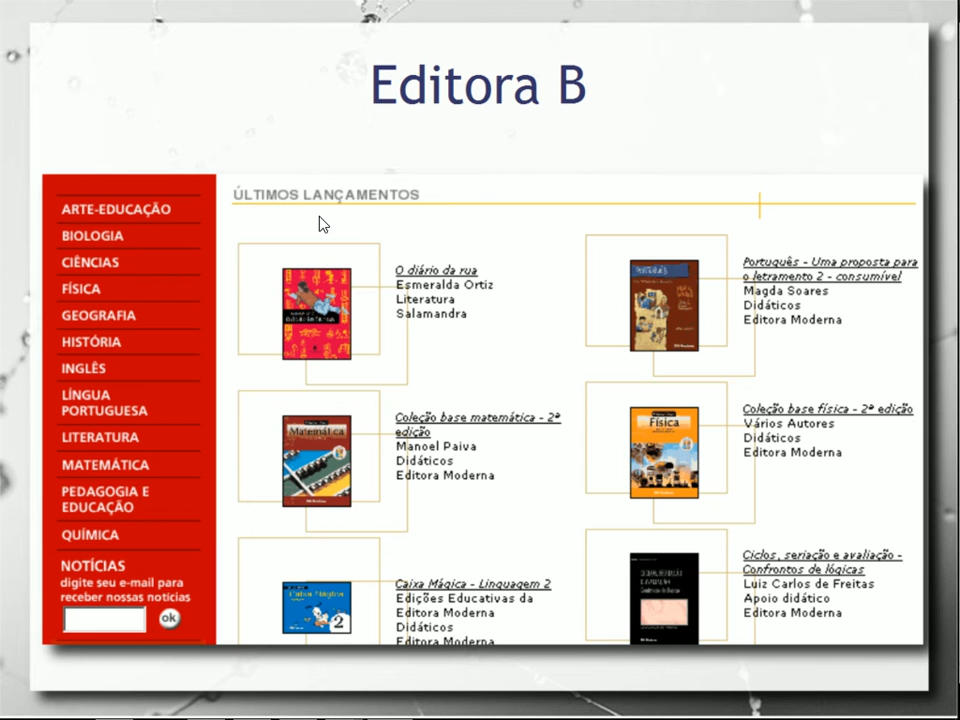 Editora B
ÚLTIMOS LANÇAMENTOS
ARTE-EDUCAÇÃO
BIOLOGIA
CIÊNCIAS
FÍSICA
GEOGRAFIA
HISTÓRIA
INGLÊS
LÍNGUA
PORTUGUESA
LITERATURA
MATEMÁTICA
PEDAGOGIA E
EDUCAÇÃO
QUÍMICA
NOTÍCIAS
digite seu e-mail para
receber nossas notícias
ok
O diário da rua
Esmeralda Ortiz
Literatura
Salamandra
Português - Uma proposta para
o letramento 2 - consumível
Magda Soares
Didáticos
Editora Moderna
Matemática
Coleção base matemática - 2ª
edição
Manoel Paiva
Didáticos
Editora Moderna
Física
Coleção base física - 2ª edição
Vários Autores
Didáticos
Editora Moderna
Caixa Mágica
2
Caixa Mágica - Linguagem 2
Edições Educativas da
Editora Moderna
Didáticos
Editora Moderna
Ciclos, seriação e avaliação -
Confrontos de lógicas
Luiz Carlos de Freitas
Apoio didático
Editora Moderna